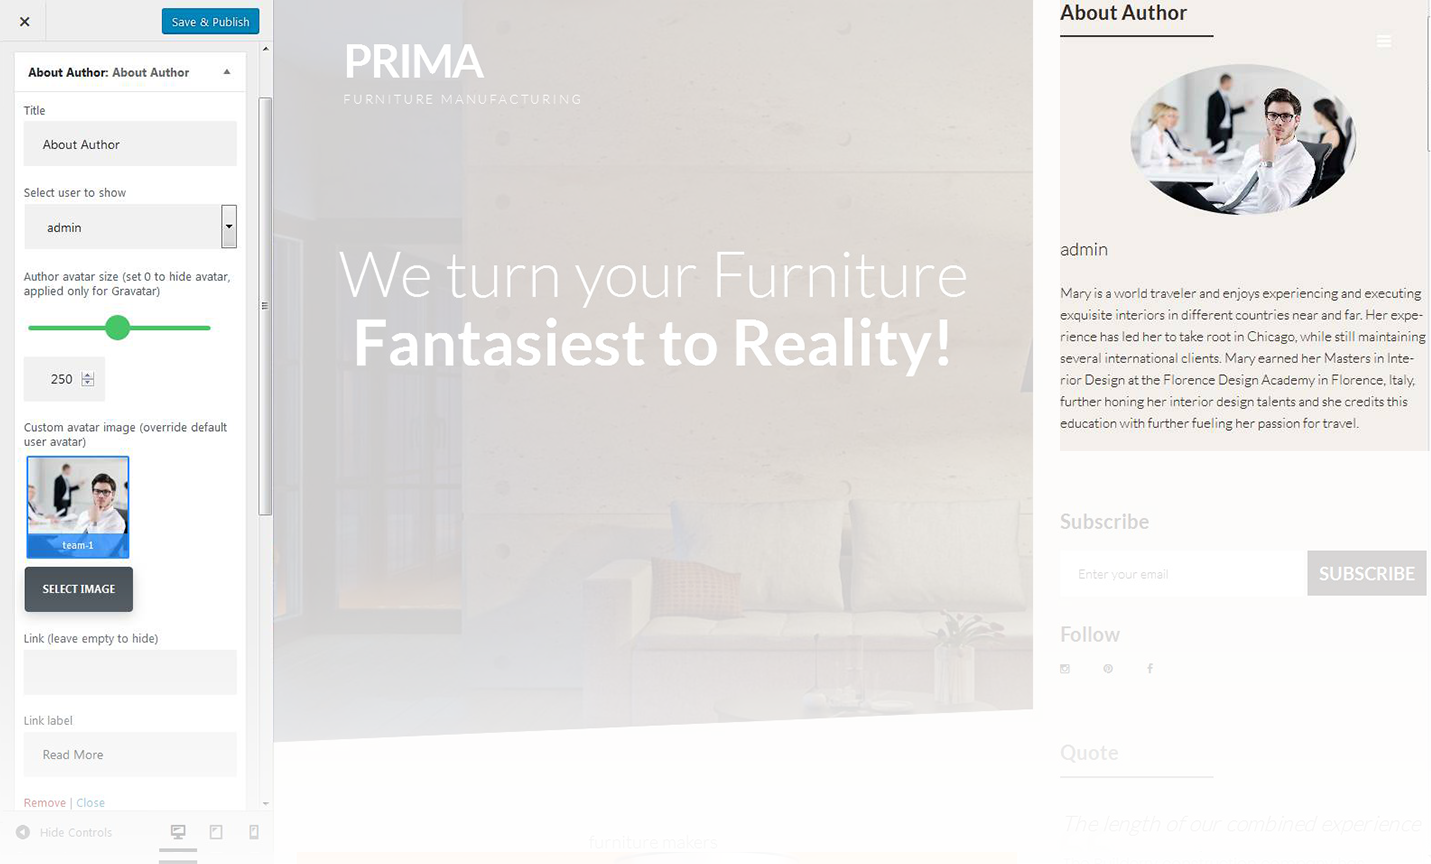 Save & Publish
About Author: About Author
Title
About Author
Select user to show
admin
Author avatar size (set 0 to hide avatar,
applied only for Gravatar)
250
Custom avatar image (override default
user avatar)
team-1
SELECT IMAGE
Link (leave empty to hide)
Link label
Read More
Remove | Close
Hide Controls
PRIMA
FURNITURE MANUFACTURING
We turn your Furniture
Fantasiest to Reality!
furniture makers
About Author
admin
Mary is a world traveler and enjoys experiencing and executing
exquisite interiors in different countries near and far. Her expe-
rience has led her to take root in Chicago, while still maintaining
several international clients. Mary earned her Masters in Inte-
rior Design at the Florence Design Academy in Florence, Italy,
further honing her interior design talents and she credits this
education with further fueling her passion for travel.
Subscribe
Enter your email
SUBSCRIBE
Follow
Quote
The length of our combined experience